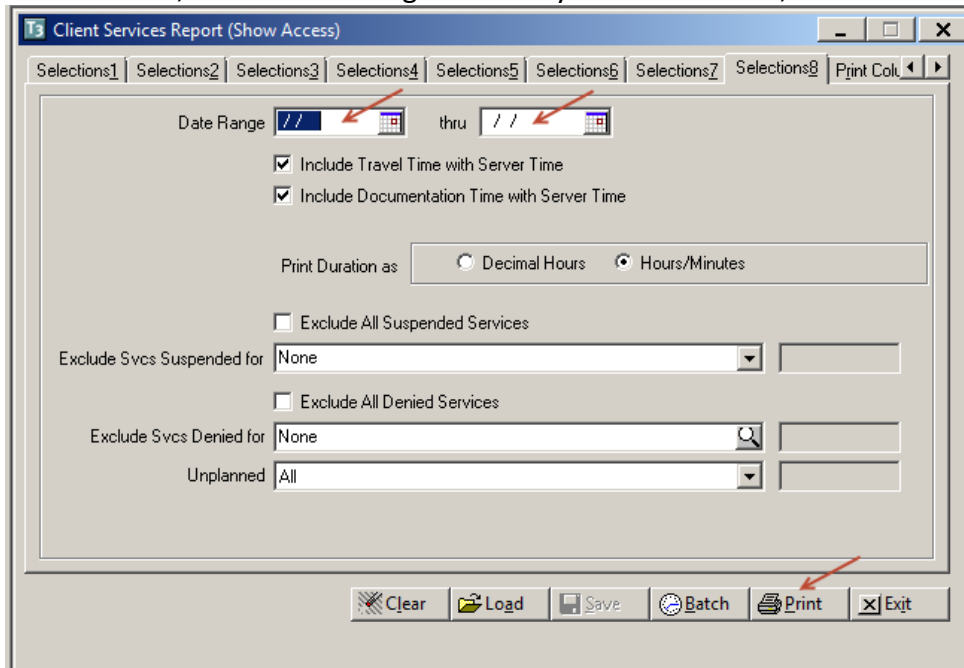 T3 Client Services Report (Show Access)
Selections1 Selections2 Selections3 Selections4 Selections5 Selections6 Selections7 Selections8 Print Colu
Date Range / / thru / /
Include Travel Time with Server Time
Include Documentation Time with Server Time
Print Duration as Decimal Hours Hours/Minutes
Exclude All Suspended Services
Exclude Svcs Suspended for None
Exclude All Denied Services
Exclude Svcs Denied for None
Unplanned All
Clear Load Save Batch Print Exit